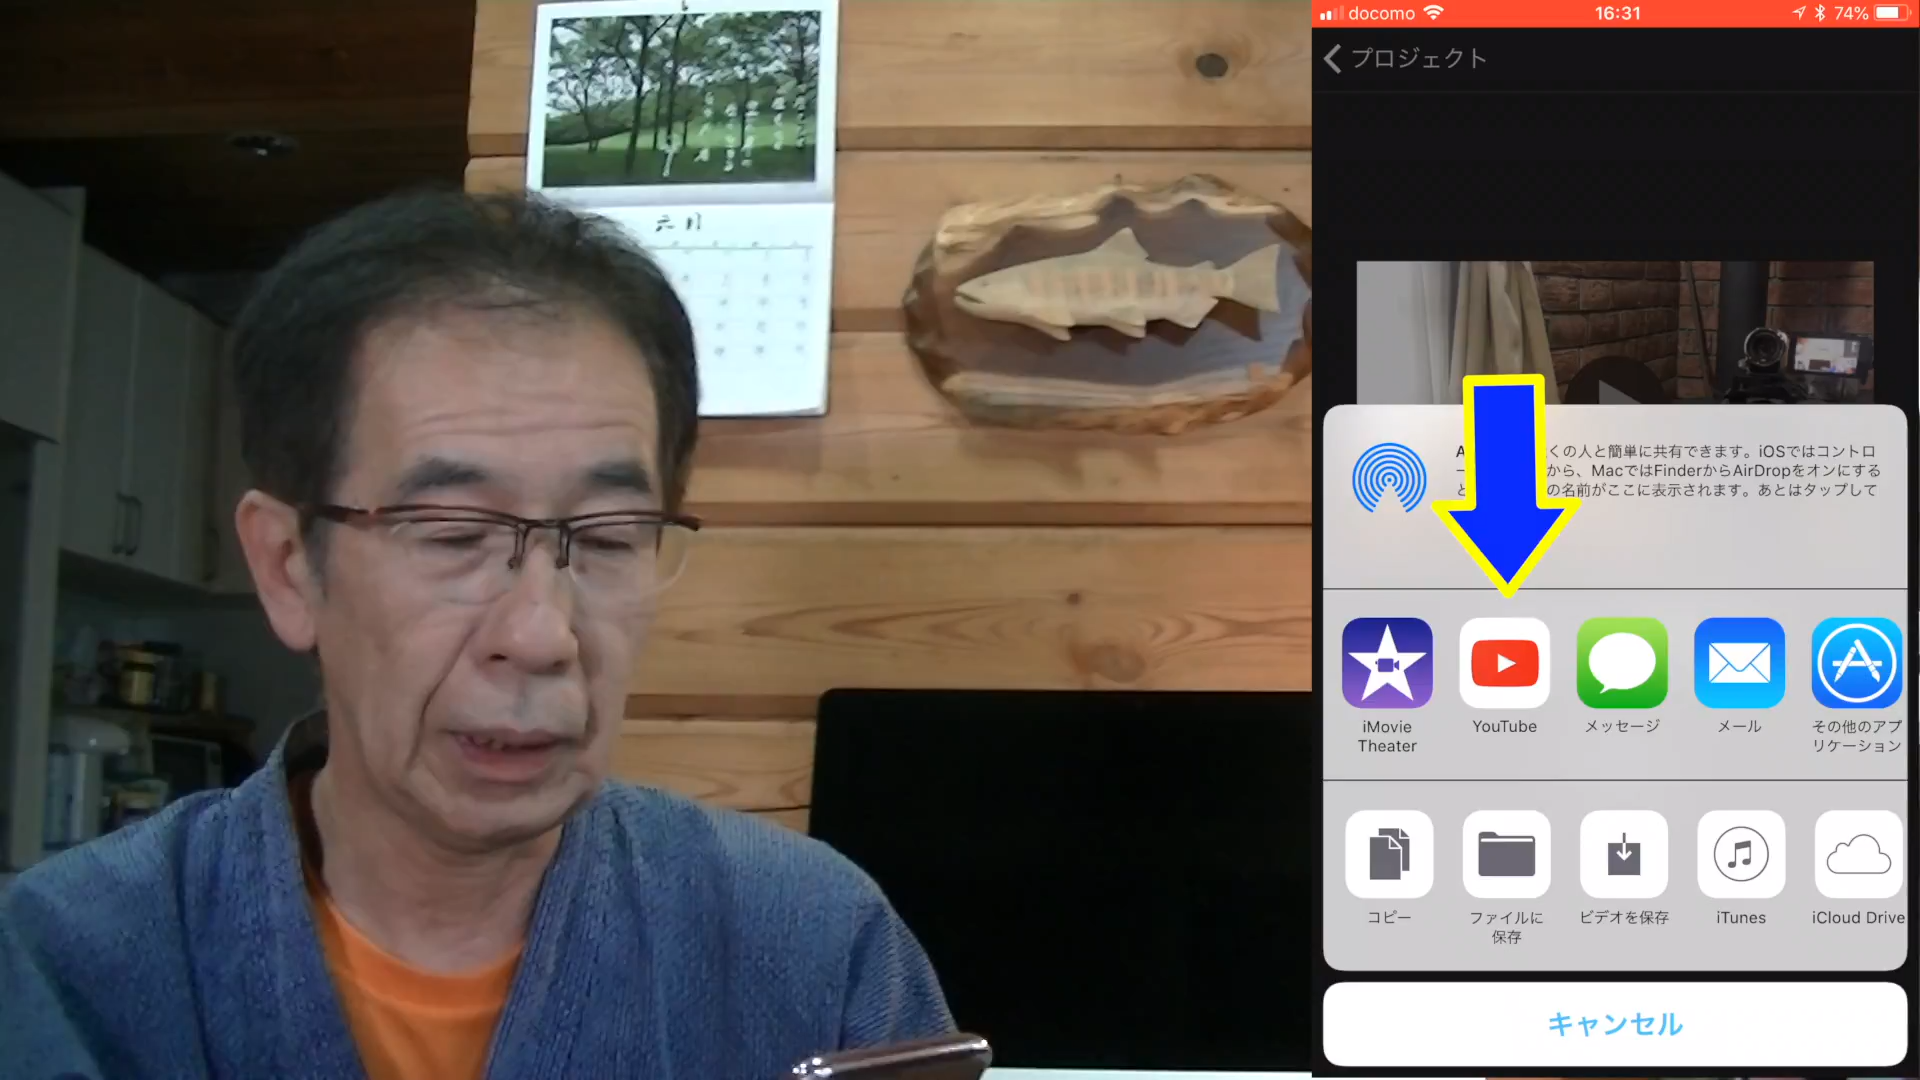 六月
docomo
16:31
74%
プロジェクト
くの人と簡単に共有できます。iOSではコントロ
から、MacではFinderからAirDropをオンにする
の名前がここに表示されます。あとはタップして
iMovie
Theater
YouTube
メッセージ
メール
その他のアプ
リケーション
コピー
ファイルに
保存
ビデオを保存
iTunes
iCloud Drive
キャンセル